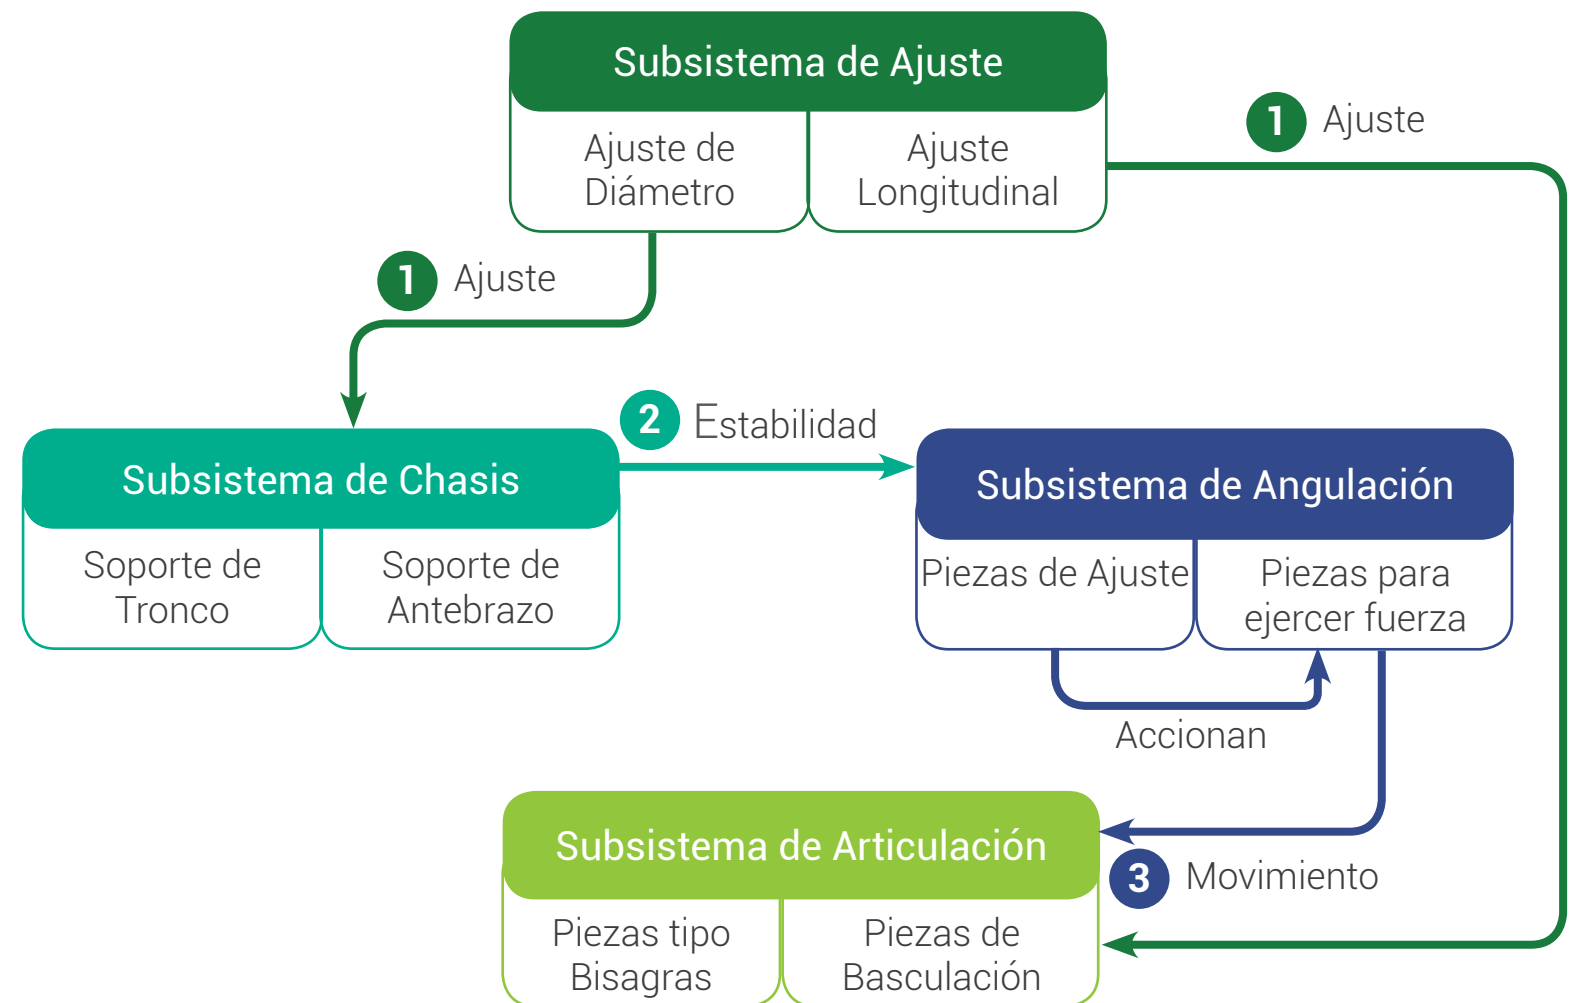 Subsistema de Ajuste
Ajuste de
Diámetro
Ajuste
Longitudinal
1 Ajuste
1 Ajuste
2 Estabilidad
Subsistema de Chasis
Soporte de
Tronco
Soporte de
Antebrazo
Subsistema de Angulación
Piezas de Ajuste
Piezas para
ejercer fuerza
Accionan
Subsistema de Articulación
3 Movimiento
Piezas tipo
Bisagras
Piezas de
Basculación